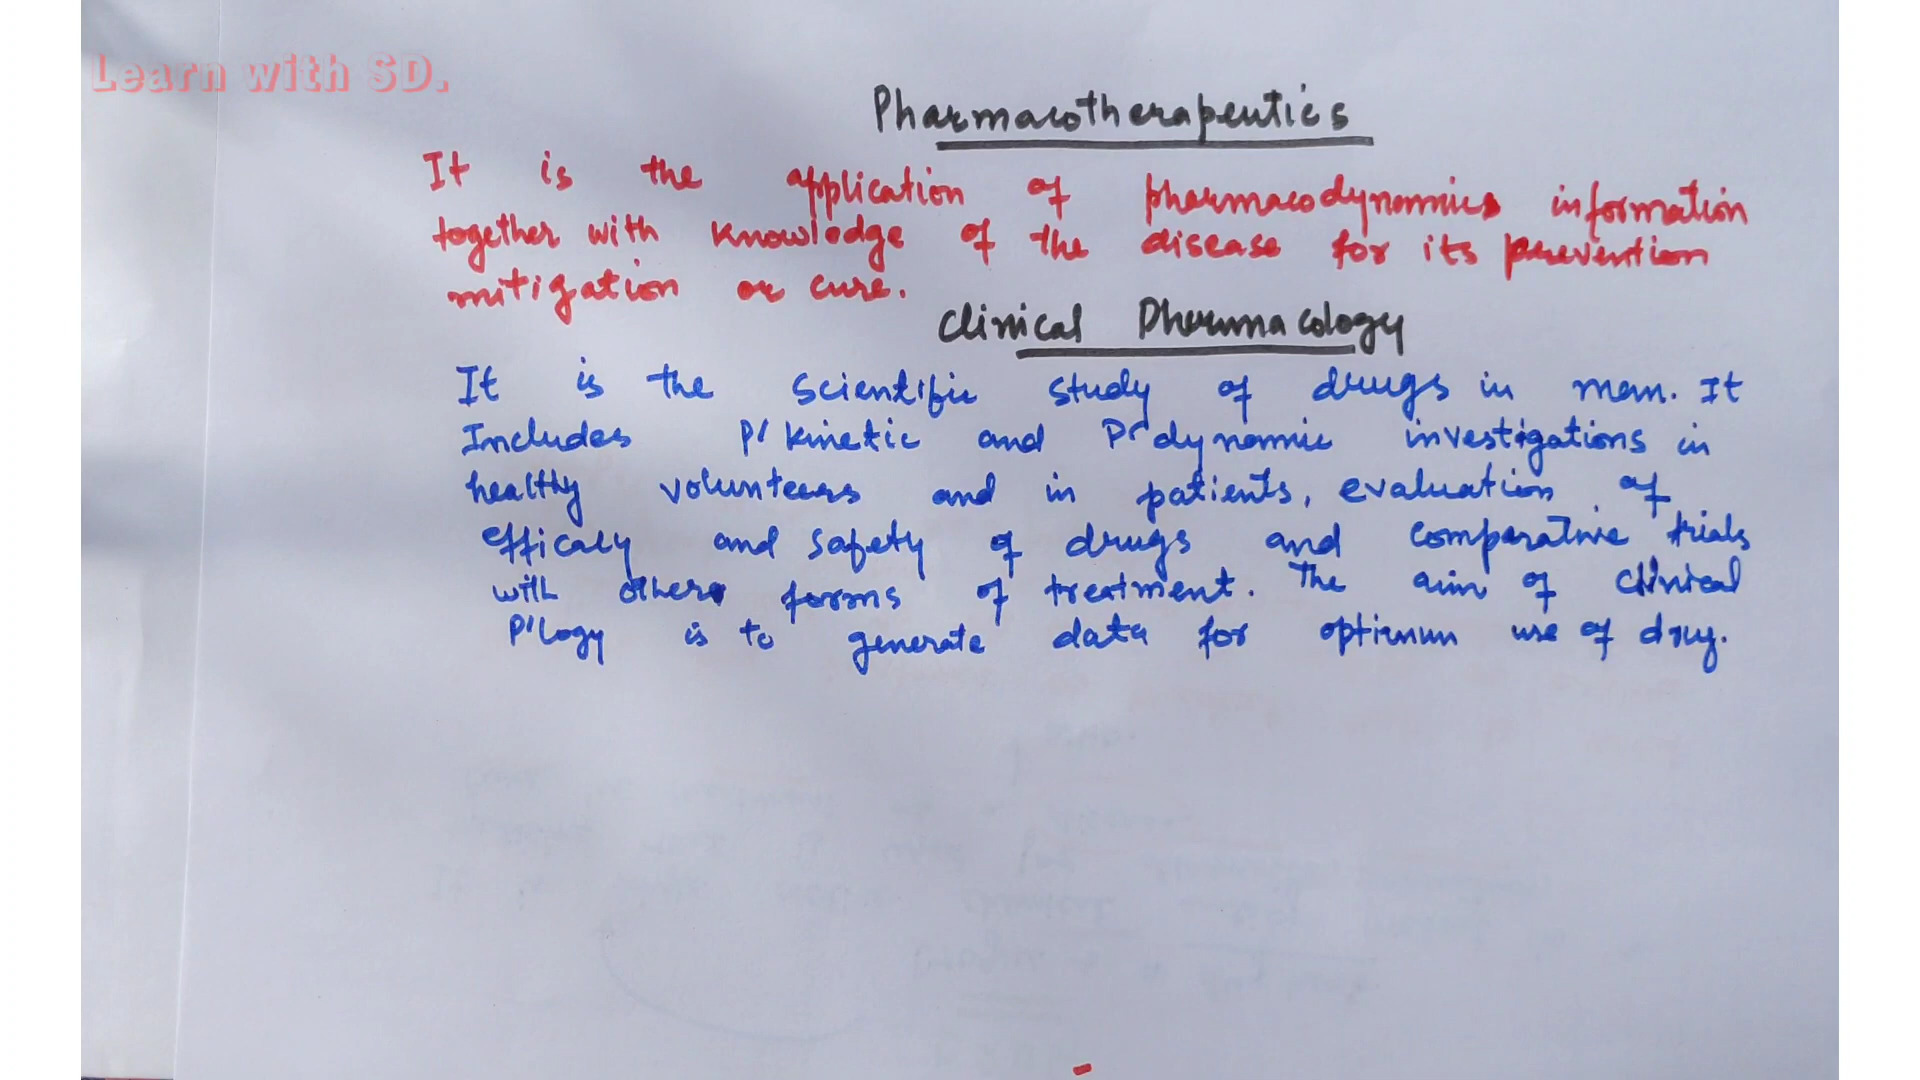 Learn with SD.
Pharmacotherapeutics
It is the application of pharmacodynamics information
together with knowledge of the disease for its prevention
mitigation or cure.
Clinical Pharmacology
It is the scientific study of drugs in man. It
Includes P'kinetic and P'dynamic investigations in
healthy volunteers and in patients, evaluation of
efficacy and safety of drugs and comparative trials
with others forms of treatment. The aim of clinical
P'logy is to generate data for optimum use of drug.